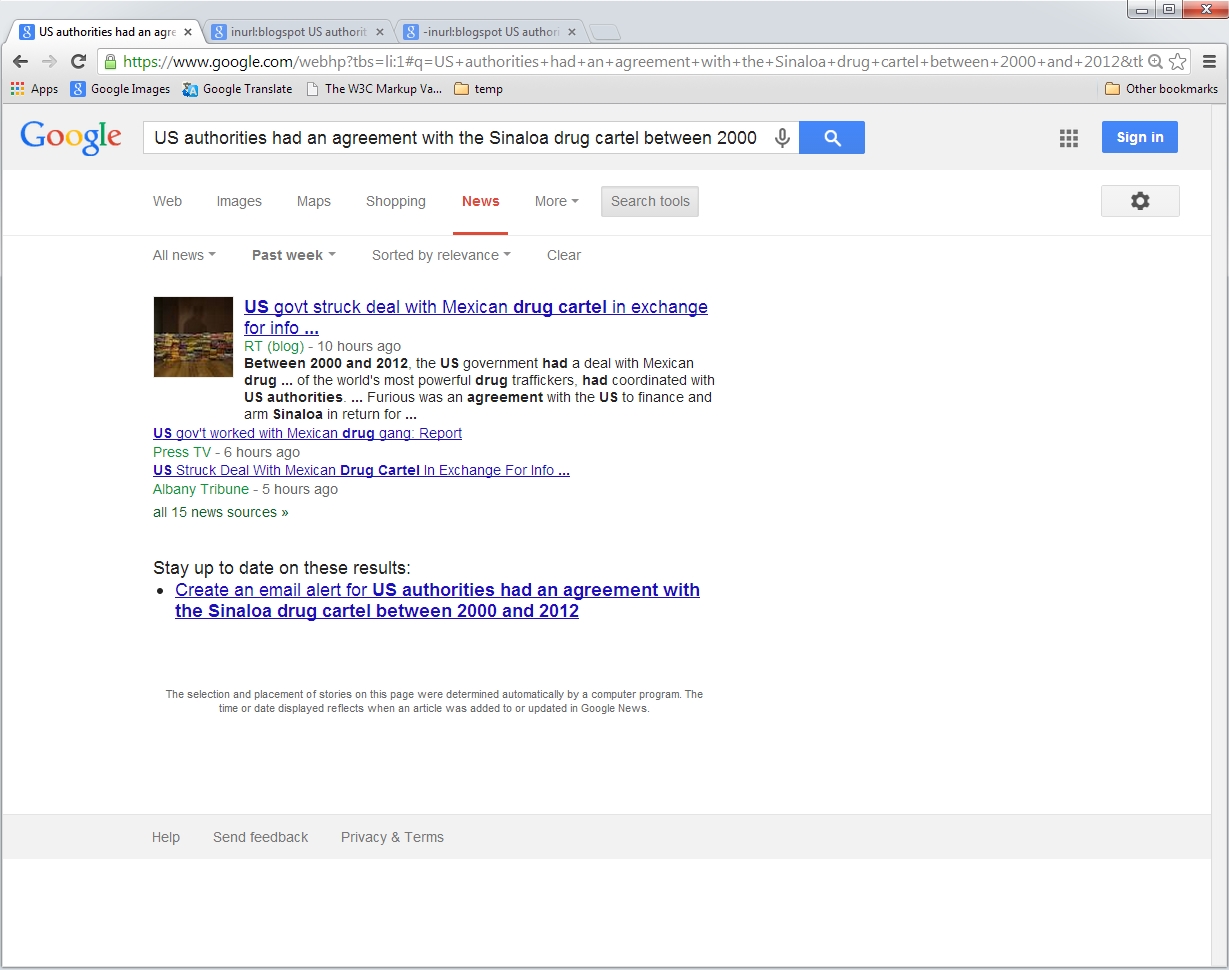 US authorities had an agre
inurl:blogspot US authorit
-inurl:blogspot US authori
https://www.google.com/webhp?tbs=li:1#q=US+authorities+had+an+agreement+with+the+Sinaloa+drug+cartel+between+2000+and+2012&tb
Apps Google Images Google Translate The W3C Markup Va... temp Other bookmarks
Google US authorities had an agreement with the Sinaloa drug cartel between 2000 Sign in
Web Images Maps Shopping News More Search tools
All news Past week Sorted by relevance Clear
US govt struck deal with Mexican drug cartel in exchange
for info ...
RT (blog) - 10 hours ago
Between 2000 and 2012, the US government had a deal with Mexican
drug ... of the world's most powerful drug traffickers, had coordinated with
US authorities. ... Furious was an agreement with the US to finance and
arm Sinaloa in return for ...
US gov't worked with Mexican drug gang: Report
Press TV - 6 hours ago
US Struck Deal With Mexican Drug Cartel In Exchange For Info ...
Albany Tribune - 5 hours ago
all 15 news sources »
Stay up to date on these results:
• Create an email alert for US authorities had an agreement with
the Sinaloa drug cartel between 2000 and 2012
The selection and placement of stories on this page were determined automatically by a computer program. The
time or date displayed reflects when an article was added to or updated in Google News.
Help Send feedback Privacy & Terms